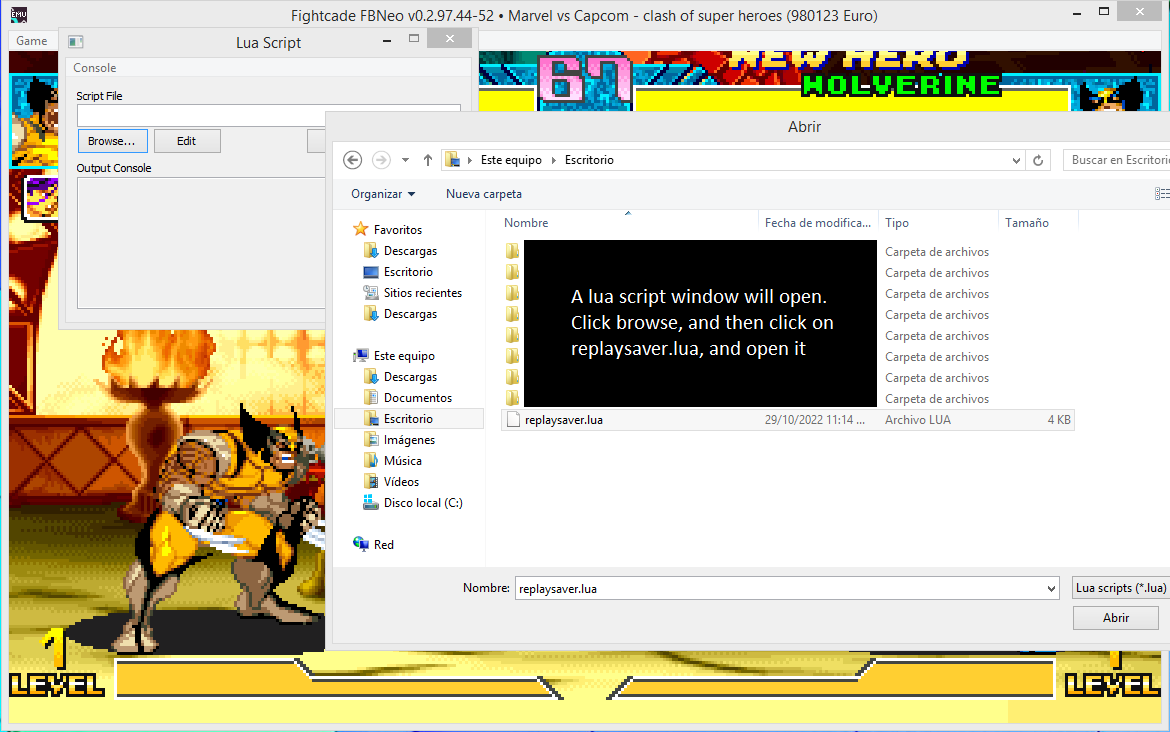 EMU
Fightcade FBNeo v0.2.97.44-52 • Marvel vs Capcom - clash of super heroes (980123 Euro)
Game
Lua Script
Console
Script File
Browse...
Edit
Output Console
67
NEW HERO
WOLVERINE
Abrir
Este equipo
Escritorio
Buscar en Escritorio
Organizar
Nueva carpeta
Nombre
Fecha de modifica...
Tipo
Tamaño
Favoritos
Descargas
Escritorio
Sitios recientes
Descargas
Este equipo
Descargas
Documentos
Escritorio
Imágenes
Música
Vídeos
Disco local (C:)
Red
Carpeta de archivos
Carpeta de archivos
Carpeta de archivos
Carpeta de archivos
Carpeta de archivos
Carpeta de archivos
Carpeta de archivos
Carpeta de archivos
A lua script window will open.
Click browse, and then click on
replaysaver.lua, and open it
replaysaver.lua
29/10/2022 11:14 ...
Archivo LUA
4 KB
Nombre:
replaysaver.lua
Lua scripts (*.lua)
Abrir
1
LEVEL
1
LEVEL